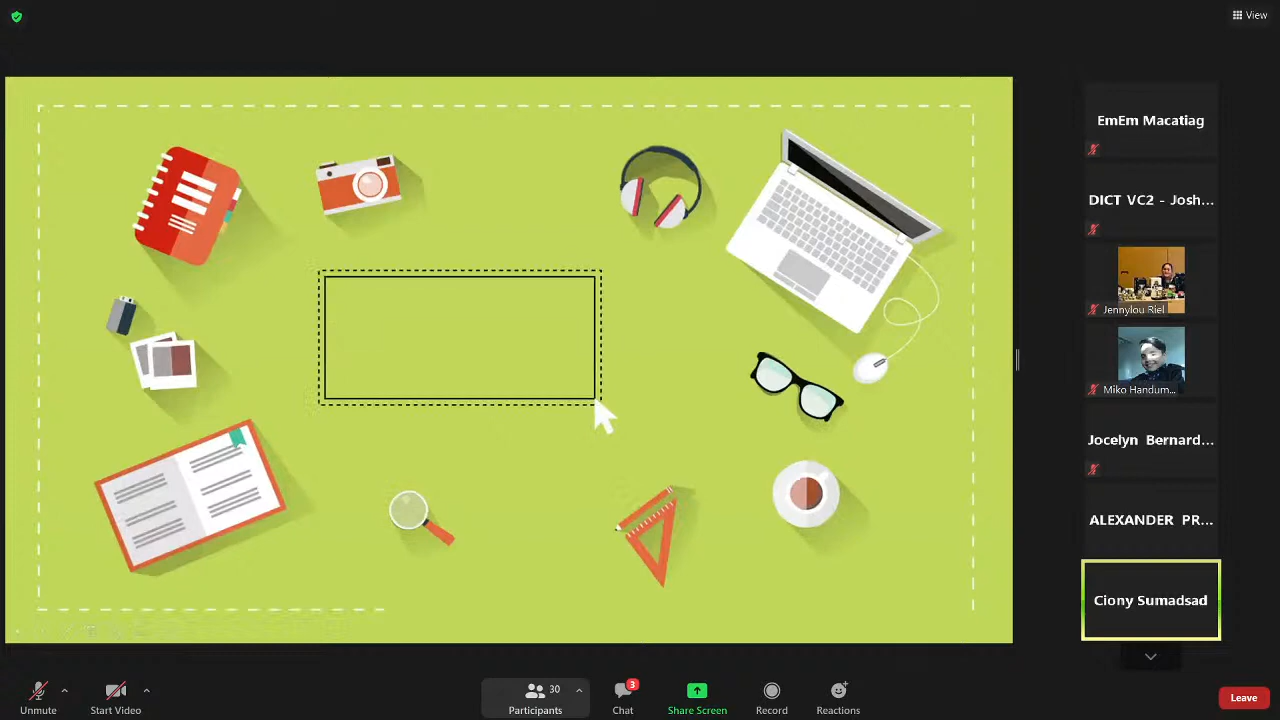 View
EmEm Macatiag
DICT VC2 - Josh...
Jennylou Riel
Miko Handum...
Jocelyn Bernard...
ALEXANDER PR...
Ciony Sumadsad
Unmute
Start Video
30
Participants
3
Chat
Share Screen
Record
Reactions
Leave